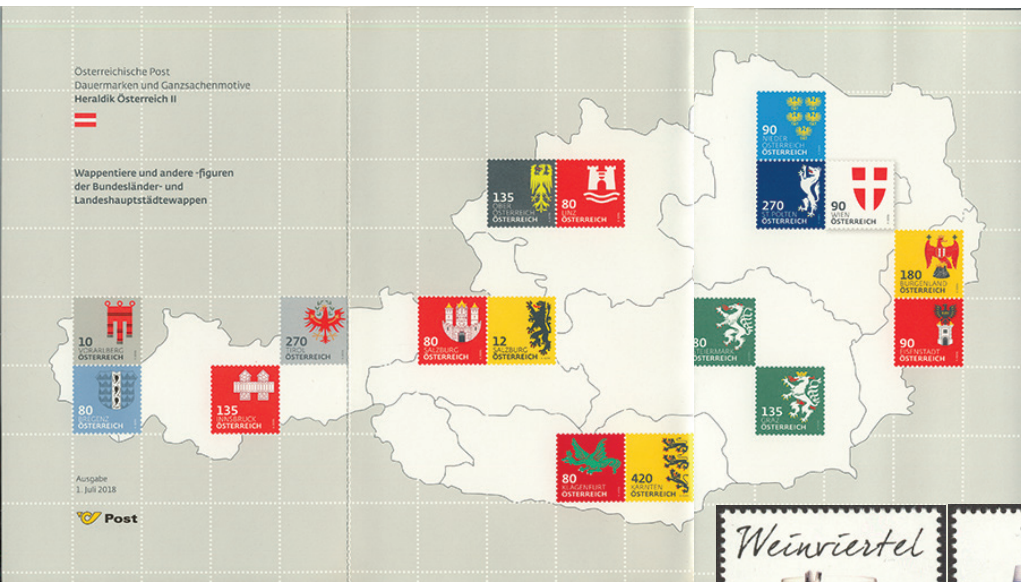 Österreichische Post
Dauermarken und Ganzsachenmotive
Heraldik Österreich II
Wappentiere und andere -figuren
der Bundesländer- und
Landeshauptstädtewappen
90
NIEDER
ÖSTERREICH
ÖSTERREICH
135
OBER
ÖSTERREICH
ÖSTERREICH
80
LINZ
ÖSTERREICH
270
ST. PÖLTEN
ÖSTERREICH
90
WIEN
ÖSTERREICH
180
BURGENLAND
ÖSTERREICH
10
VORARLBERG
ÖSTERREICH
270
TIROL
ÖSTERREICH
80
SALZBURG
ÖSTERREICH
12
SALZBURG
ÖSTERREICH
80
STEIERMARK
ÖSTERREICH
90
EISENSTADT
ÖSTERREICH
80
BREGENZ
ÖSTERREICH
135
INNSBRUCK
ÖSTERREICH
135
GRAZ
ÖSTERREICH
80
KLAGENFURT
ÖSTERREICH
420
KÄRNTEN
ÖSTERREICH
Ausgabe
1. Juli 2018
Post
Weinviertel